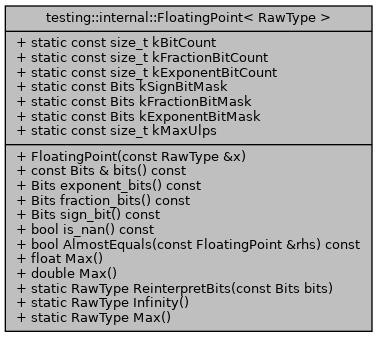 testing::internal::FloatingPoint< RawType >
+ static const size_t kBitCount
+ static const size_t kFractionBitCount
+ static const size_t kExponentBitCount
+ static const Bits kSignBitMask
+ static const Bits kFractionBitMask
+ static const Bits kExponentBitMask
+ static const size_t kMaxUlps
+ FloatingPoint(const RawType &x)
+ const Bits & bits() const
+ Bits exponent_bits() const
+ Bits fraction_bits() const
+ Bits sign_bit() const
+ bool is_nan() const
+ bool AlmostEquals(const FloatingPoint &rhs) const
+ float Max()
+ double Max()
+ static RawType ReinterpretBits(const Bits bits)
+ static RawType Infinity()
+ static RawType Max()